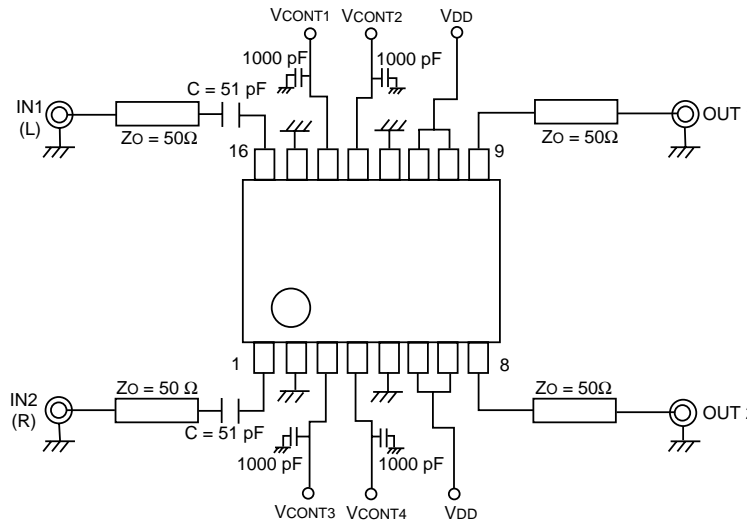 VCONT1 VCONT2 VDD
1000 pF 1000 pF
C = 51 pF
IN1
(L)
ZO = 50Ω
OUT
ZO = 50Ω
16 9
1 8
IN2
(R)
ZO = 50 Ω
C = 51 pF
ZO = 50Ω
OUT
1000 pF 1000 pF
VCONT3 VCONT4 VDD